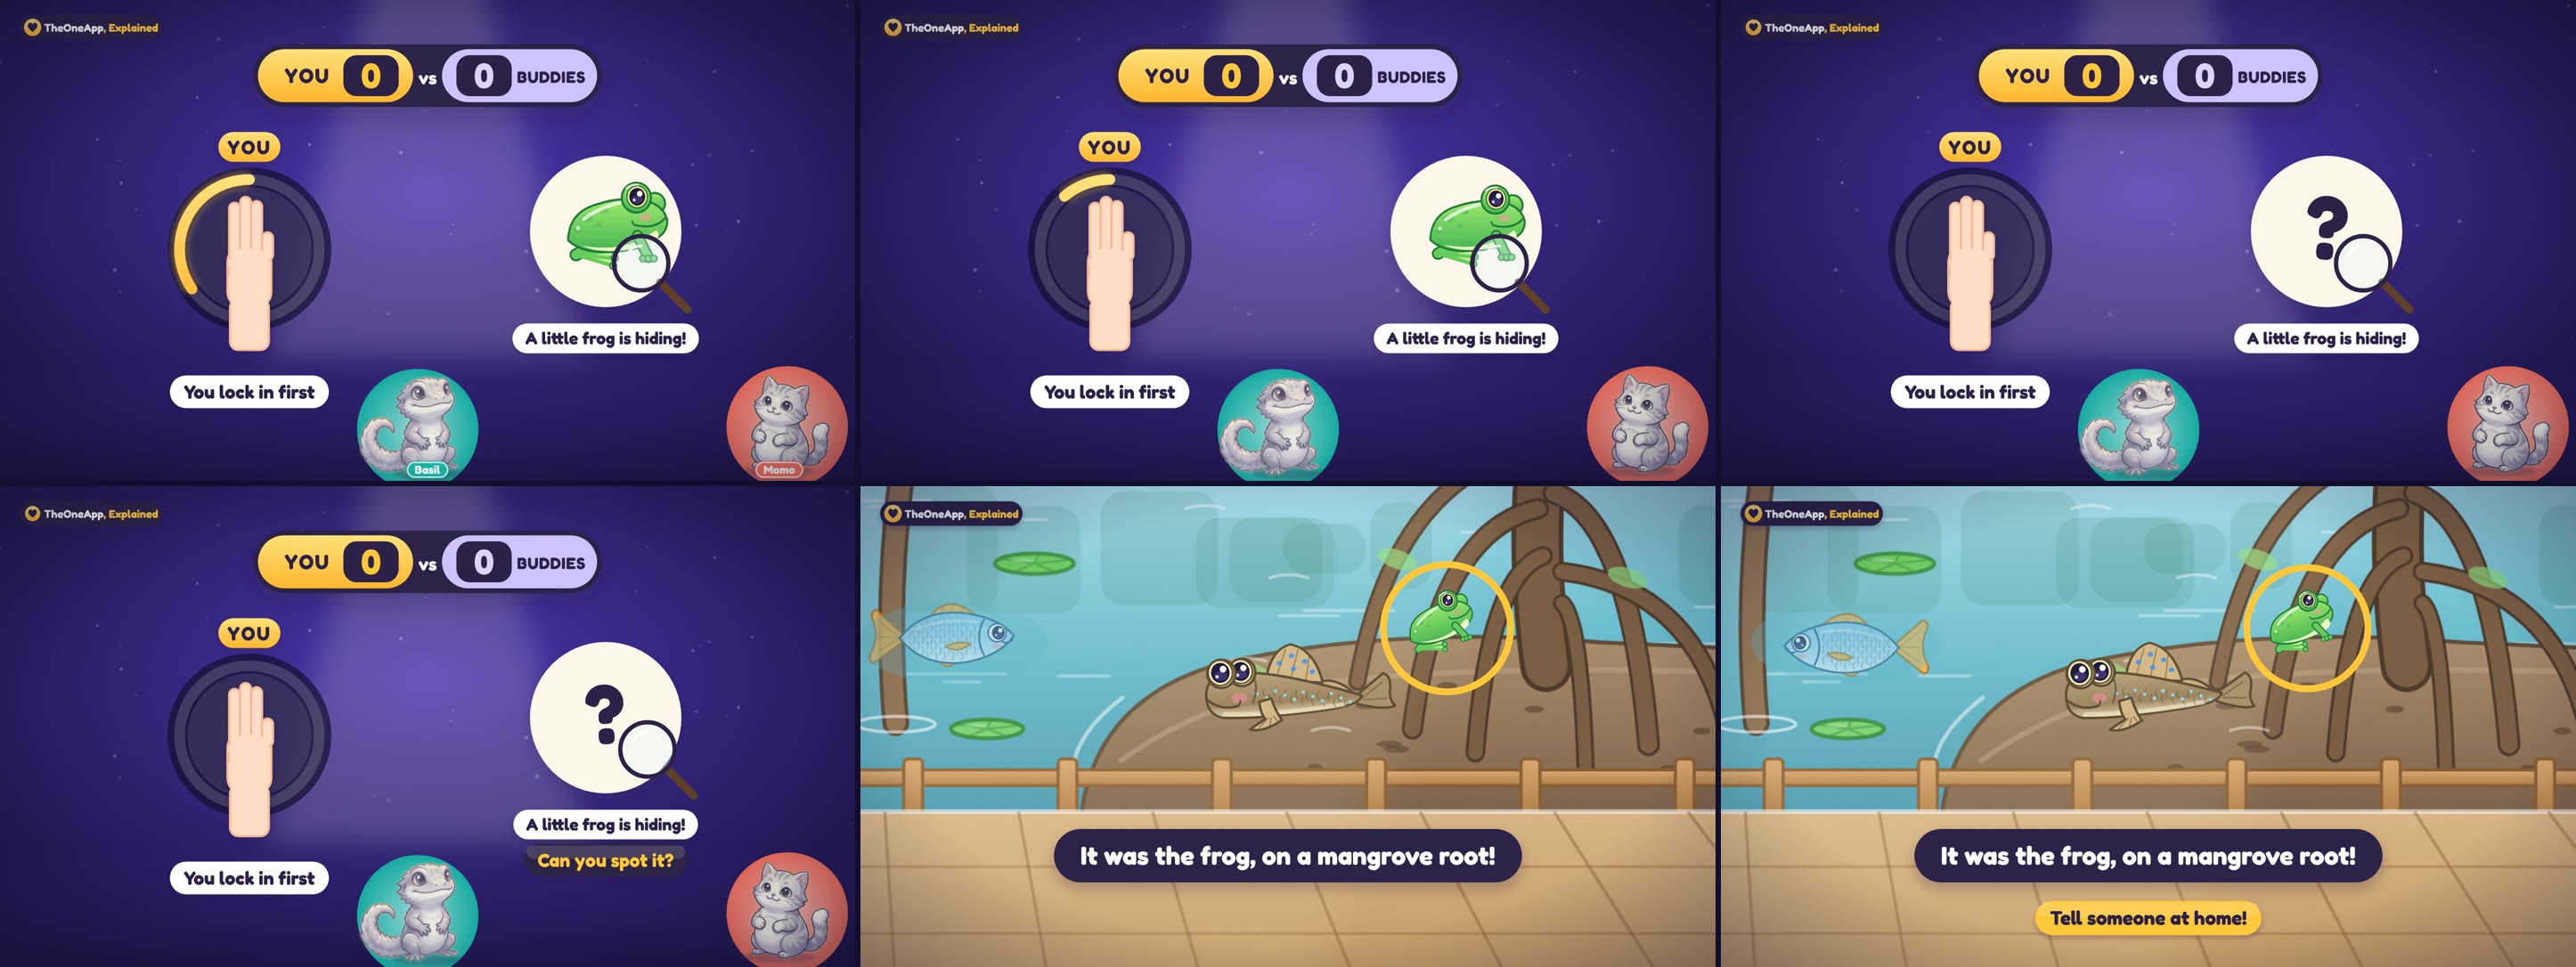 TheOneApp, Explained
YOU 0 vs 0 BUDDIES
YOU
A little frog is hiding!
You lock in first
Basil
Momo
TheOneApp, Explained
YOU 0 vs 0 BUDDIES
YOU
A little frog is hiding!
You lock in first
TheOneApp, Explained
YOU 0 vs 0 BUDDIES
YOU
?
A little frog is hiding!
You lock in first
TheOneApp, Explained
YOU 0 vs 0 BUDDIES
YOU
?
A little frog is hiding!
Can you spot it?
You lock in first
TheOneApp, Explained
It was the frog, on a mangrove root!
TheOneApp, Explained
It was the frog, on a mangrove root!
Tell someone at home!